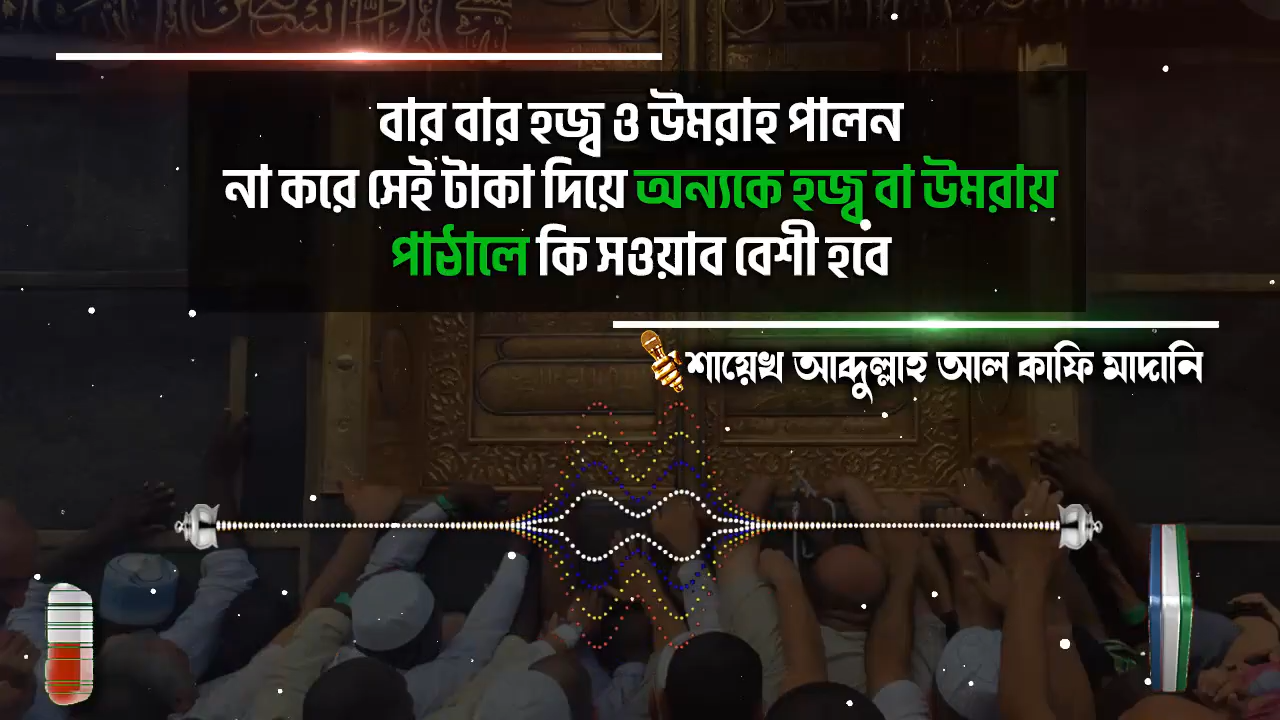 বার বার হজ্ব ও উমরাহ পালন
না করে সেই টাকা দিয়ে অন্যকে হজ্ব বা উমরায়
পাঠালে কি সওয়াব বেশী হবে
শায়েখ আব্দুল্লাহ আল কাফি মাদানি